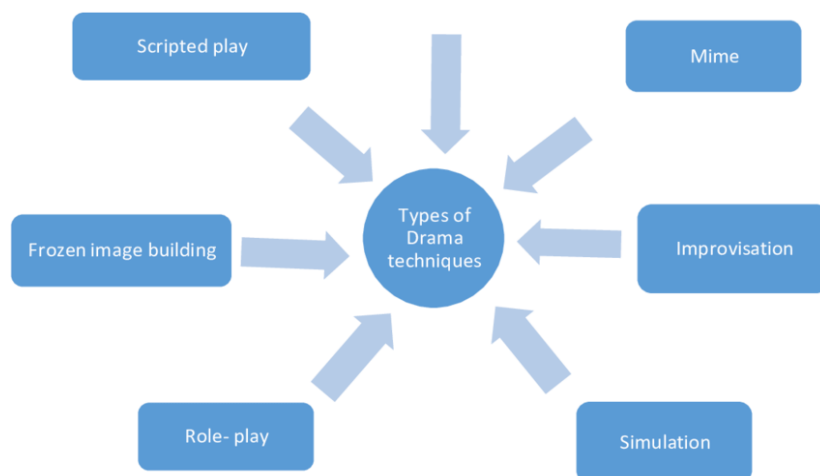 Scripted play
Mime
Types of
Drama
techniques
Frozen image building
Improvisation
Role- play
Simulation